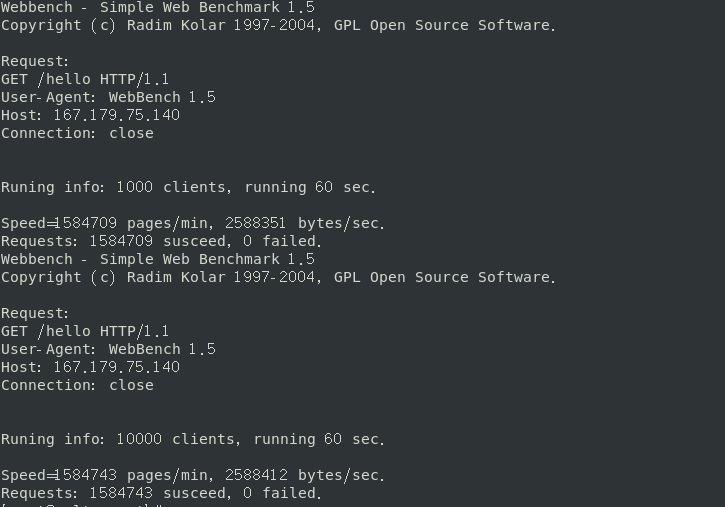 Webbench - Simple Web Benchmark 1.5
Copyright (c) Radim Kolar 1997-2004, GPL Open Source Software.
Request:
GET /hello HTTP/1.1
User-Agent: WebBench 1.5
Host: 167.179.75.140
Connection: close
Runing info: 1000 clients, running 60 sec.
Speed=1584709 pages/min, 2588351 bytes/sec.
Requests: 1584709 susceed, 0 failed.
Webbench - Simple Web Benchmark 1.5
Copyright (c) Radim Kolar 1997-2004, GPL Open Source Software.
Request:
GET /hello HTTP/1.1
User-Agent: WebBench 1.5
Host: 167.179.75.140
Connection: close
Runing info: 10000 clients, running 60 sec.
Speed=1584743 pages/min, 2588412 bytes/sec.
Requests: 1584743 susceed, 0 failed.